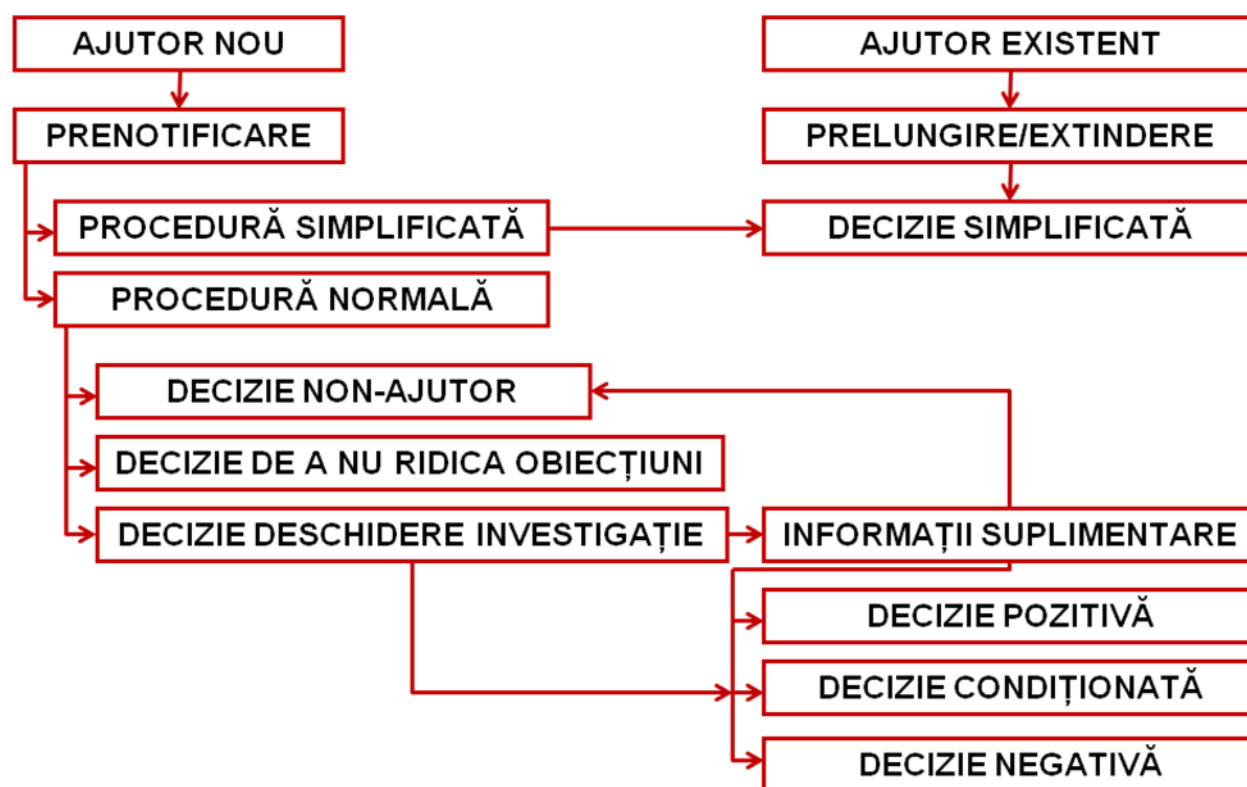 AJUTOR NOU
AJUTOR EXISTENT
PRENOTIFICARE
PRELUNGIRE/EXTINDERE
PROCEDURĂ SIMPLIFICATĂ
DECIZIE SIMPLIFICATĂ
PROCEDURĂ NORMALĂ
DECIZIE NON-AJUTOR
DECIZIE DE A NU RIDICA OBIECȚIUNI
DECIZIE DESCHIDERE INVESTIGAȚIE
INFORMAȚII SUPLIMENTARE
DECIZIE POZITIVĂ
DECIZIE CONDIȚIONATĂ
DECIZIE NEGATIVĂ